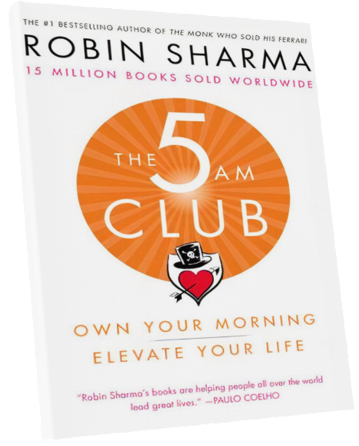 THE #1 BESTSELLING AUTHOR OF THE MONK WHO SOLD HIS FERRARI
ROBIN SHARMA
15 MILLION BOOKS SOLD WORLDWIDE
THE 5 AM
CLUB
OWN YOUR MORNING
ELEVATE YOUR LIFE
"Robin Sharma's books are helping people all over the world
lead great lives." —PAULO COELHO